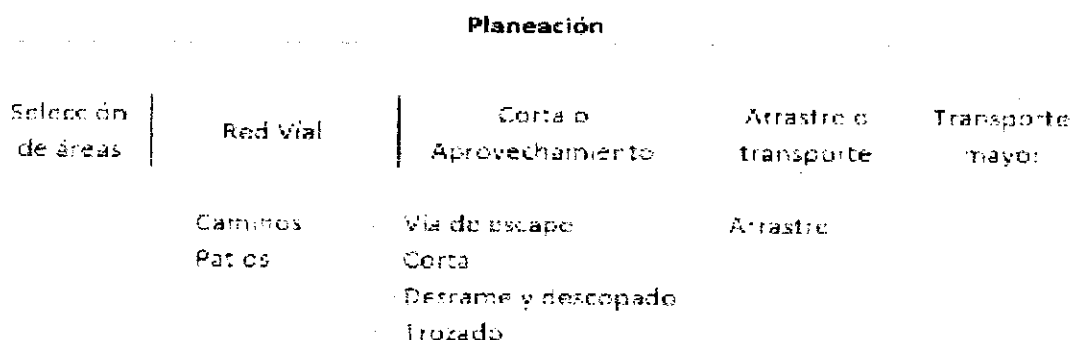 Planeación
Selección de áreas
Red Vial
Corta o Aprovechamiento
Arrastre o transporte
Transporte mayor
Caminos
Patios
Vía de escape
Corta
Desrame y descopado
Trozado
Arrastre